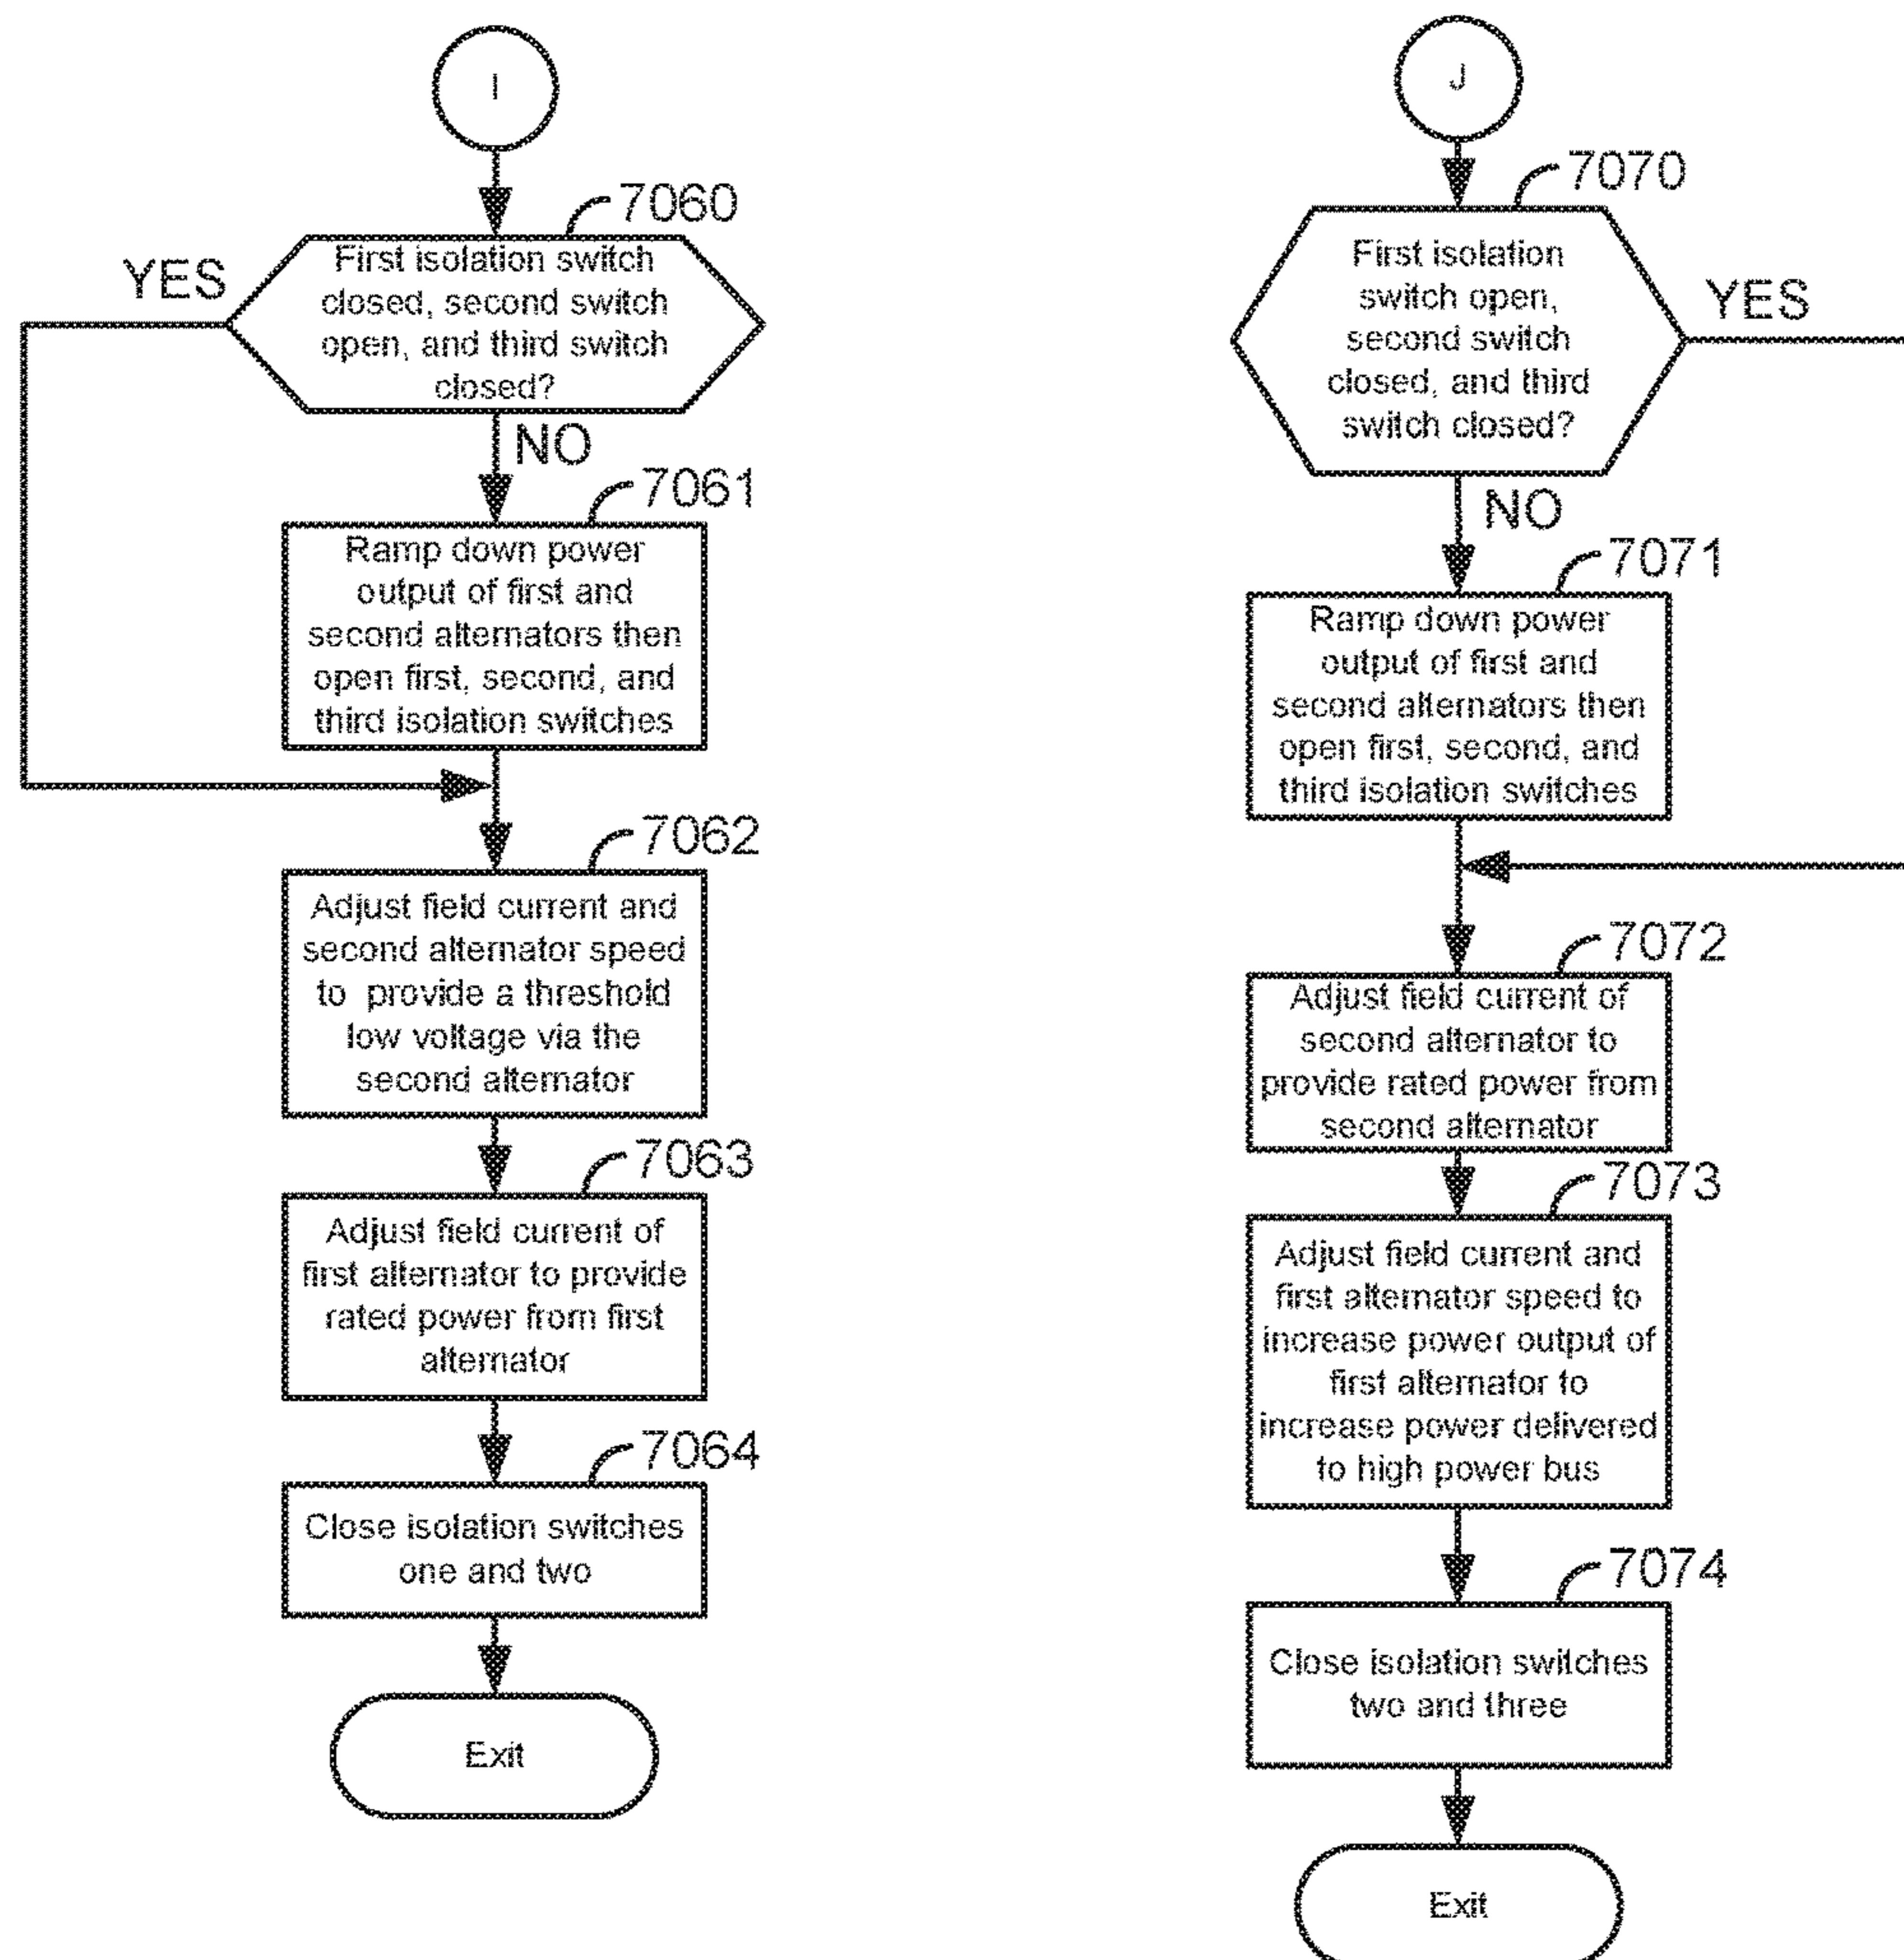 I
7060
YES
First isolation switch
closed, second switch
open, and third switch
closed?
NO
7061
Ramp down power
output of first and
second alternators then
open first, second, and
third isolation switches
7062
Adjust field current and
second alternator speed
to provide a threshold
low voltage via the
second alternator
7063
Adjust field current of
first alternator to provide
rated power from first
alternator
7064
Close isolation switches
one and two
Exit
J
7070
First isolation
switch open,
second switch
closed, and third
switch closed?
YES
NO
7071
Ramp down power
output of first and
second alternators then
open first, second, and
third isolation switches
7072
Adjust field current of
second alternator to
provide rated power from
second alternator
7073
Adjust field current and
first alternator speed to
increase power output of
first alternator to
increase power delivered
to high power bus
7074
Close isolation switches
two and three
Exit